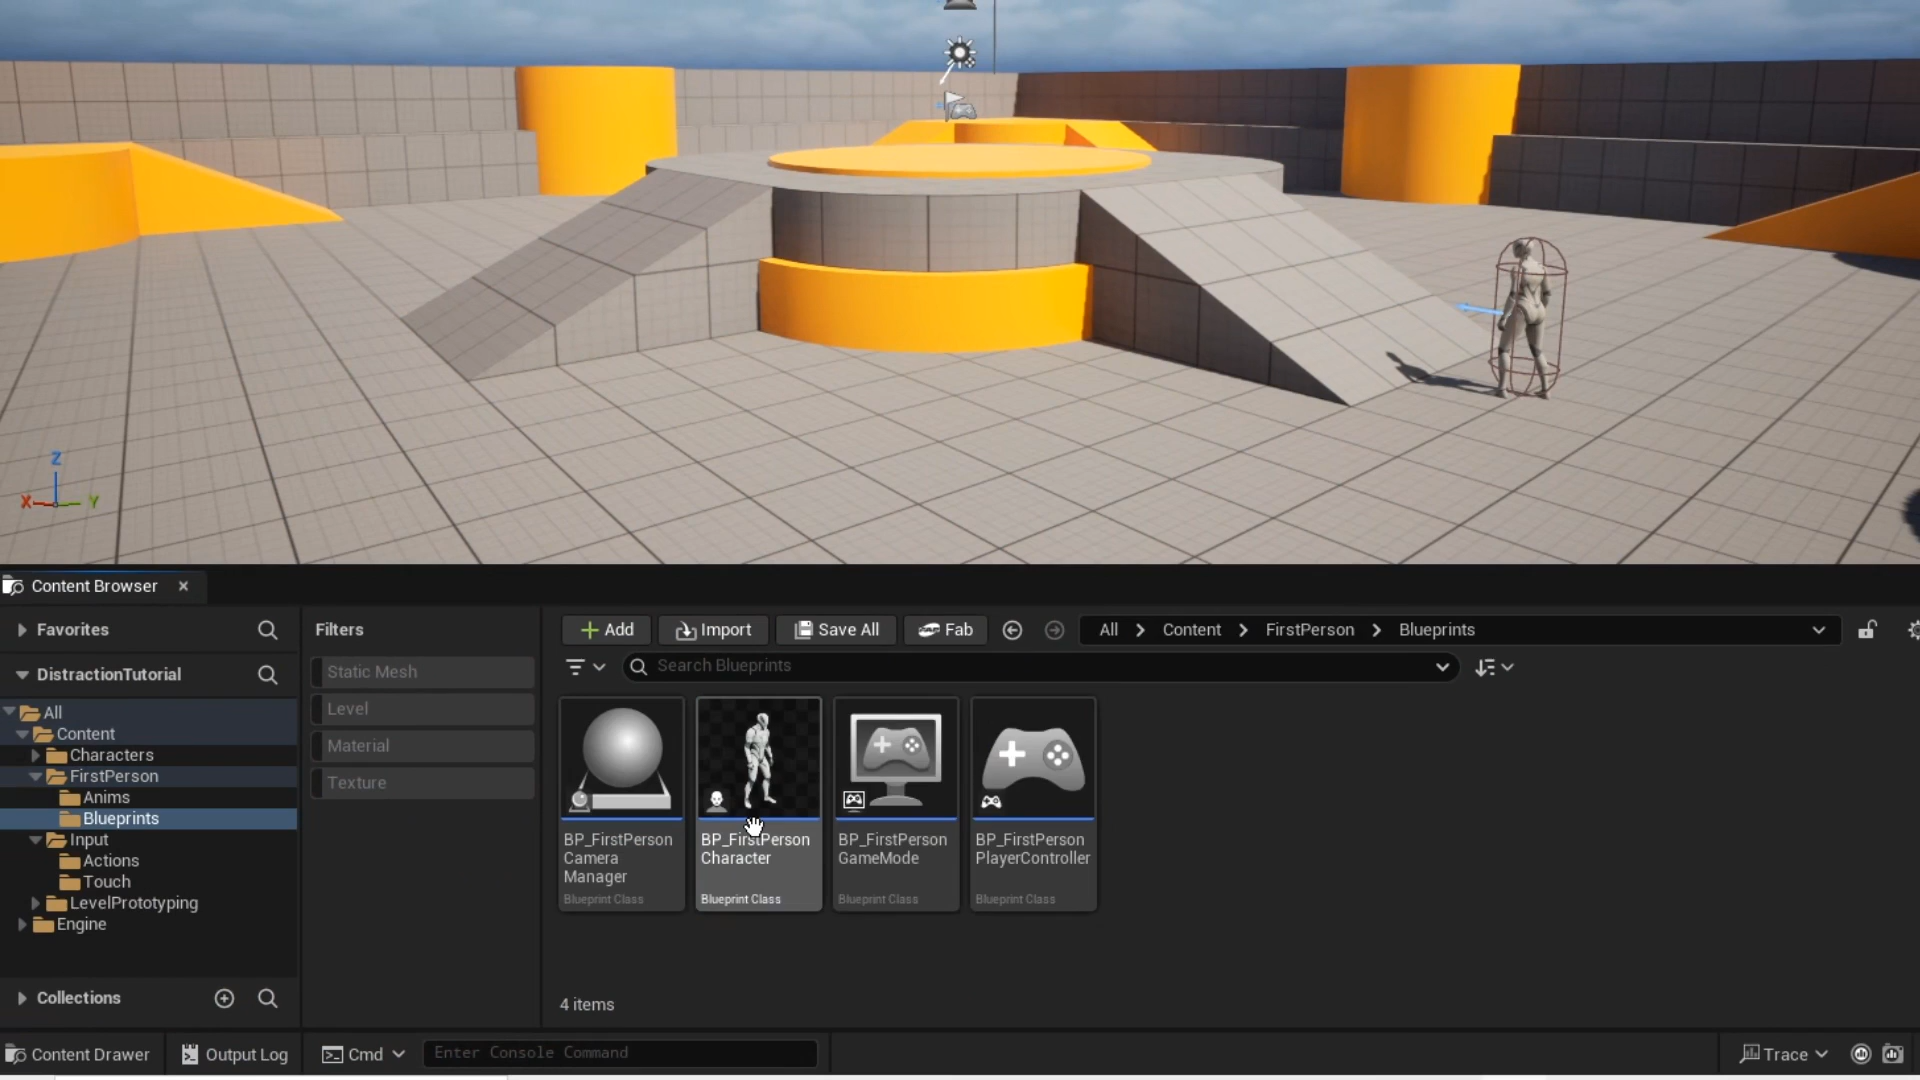 Z
X
Y
Content Browser
Favorites
DistractionTutorial
All
Content
Characters
FirstPerson
Anims
Blueprints
Input
Actions
Touch
LevelPrototyping
Engine
Collections
Filters
Static Mesh
Level
Material
Texture
Add
Import
Save All
Fab
All
Content
FirstPerson
Blueprints
Search Blueprints
BP_FirstPerson
Camera
Manager
Blueprint Class
BP_FirstPerson
Character
Blueprint Class
BP_FirstPerson
GameMode
Blueprint Class
BP_FirstPerson
PlayerController
Blueprint Class
4 items
Content Drawer
Output Log
Cmd
Enter Console Command
Trace